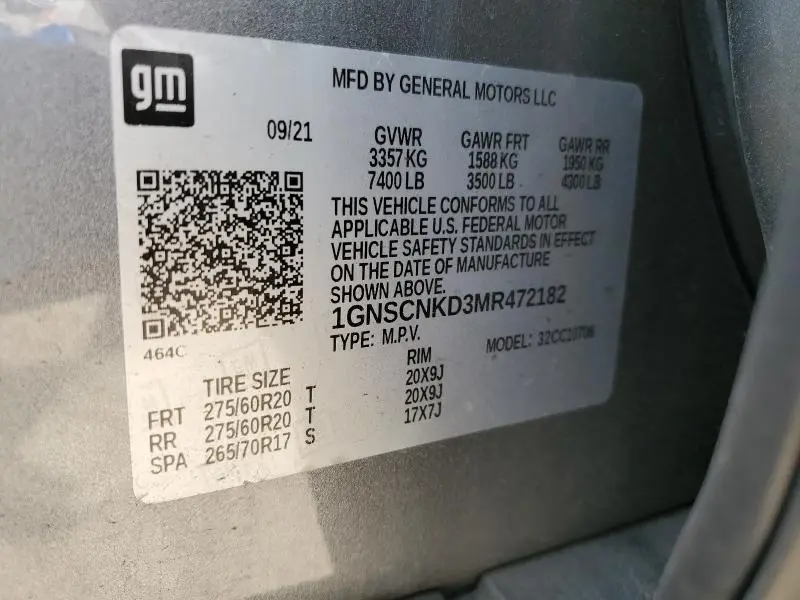 gm
MFD BY GENERAL MOTORS LLC
09/21
GVWR GAWR FRT GAWR RR
3357 KG 1588 KG 1950 KG
7400 LB 3500 LB 4300 LB
THIS VEHICLE CONFORMS TO ALL
APPLICABLE U.S. FEDERAL MOTOR
VEHICLE SAFETY STANDARDS IN EFFECT
ON THE DATE OF MANUFACTURE
SHOWN ABOVE.
1GNSCNKD3MR472182
TYPE: M.P.V. MODEL: 32CC10706
464C
TIRE SIZE RIM
FRT 275/60R20 T 20X9J
RR 275/60R20 T 20X9J
SPA 265/70R17 S 17X7J